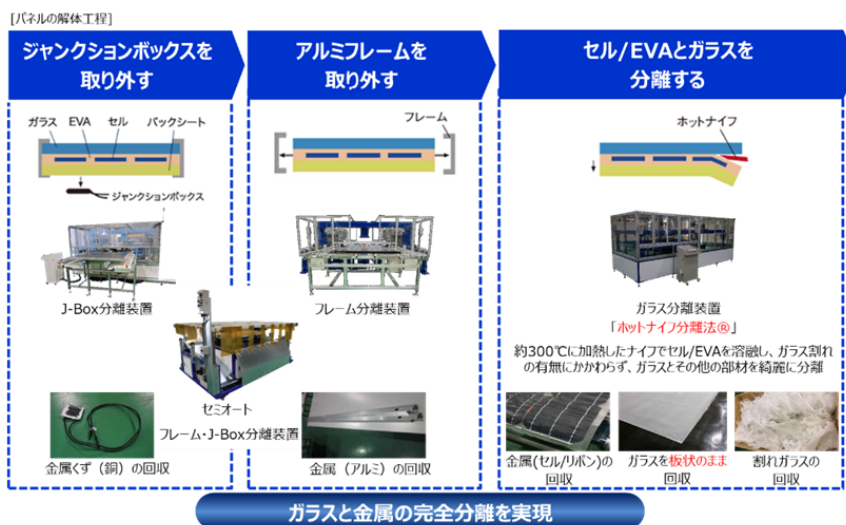 [パネルの解体工程]
ジャンクションボックスを
取り外す
アルミフレームを
取り外す
セル/EVAとガラスを
分離する
ガラス EVA セル バックシート
ジャンクションボックス
J-Box分離装置
フレーム
フレーム分離装置
セミオート
フレーム・J-Box分離装置
ホットナイフ
ガラス分離装置
「ホットナイフ分離法®」
約300℃に加熱したナイフでセル/EVAを溶融し、ガラス割れ
の有無にかかわらず、ガラスとその他の部材を綺麗に分離
金属くず（銅）の回収
金属（アルミ）の回収
金属(セル/リボン)の
回収
ガラスを板状のまま
回収
割れガラスの
回収
ガラスと金属の完全分離を実現